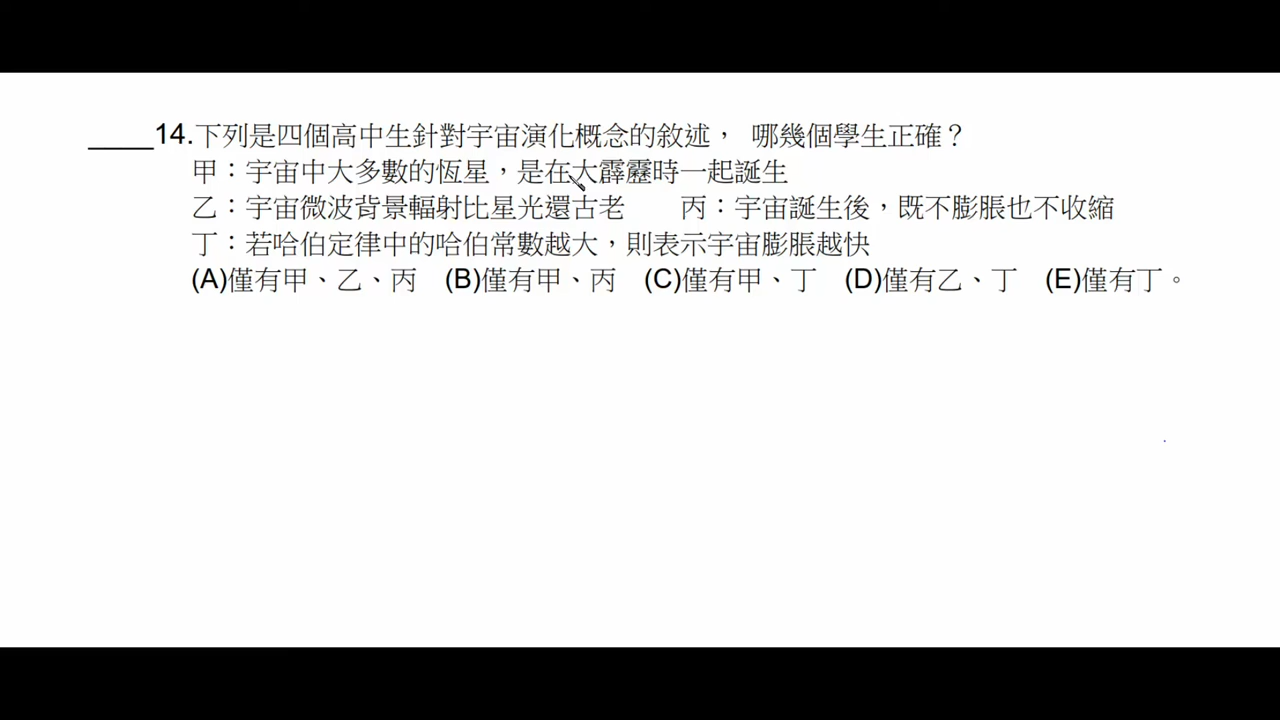 ____14.下列是四個高中生針對宇宙演化概念的敘述， 哪幾個學生正確？
甲：宇宙中大多數的恆星，是在大霹靂時一起誕生
乙：宇宙微波背景輻射比星光還古老 丙：宇宙誕生後，既不膨脹也不收縮
丁：若哈伯定律中的哈伯常數越大，則表示宇宙膨脹越快
(A)僅有甲、乙、丙 (B)僅有甲、丙 (C)僅有甲、丁 (D)僅有乙、丁 (E)僅有丁。